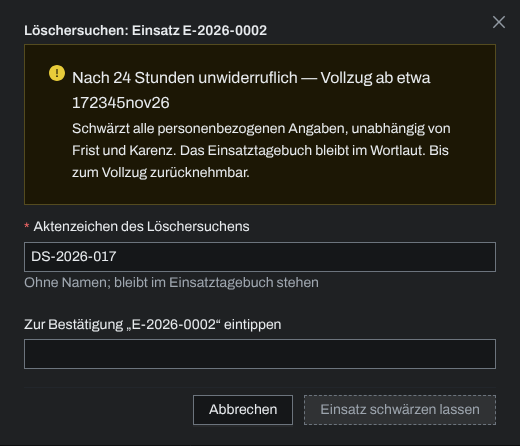 Löschersuchen: Einsatz E-2026-0002
Nach 24 Stunden unwiderruflich — Vollzug ab etwa
172345nov26
Schwärzt alle personenbezogenen Angaben, unabhängig von
Frist und Karenz. Das Einsatztagebuch bleibt im Wortlaut. Bis
zum Vollzug zurücknehmbar.
* Aktenzeichen des Löschersuchens
DS-2026-017
Ohne Namen; bleibt im Einsatztagebuch stehen
Zur Bestätigung „E-2026-0002“ eintippen
Abbrechen
Einsatz schwärzen lassen